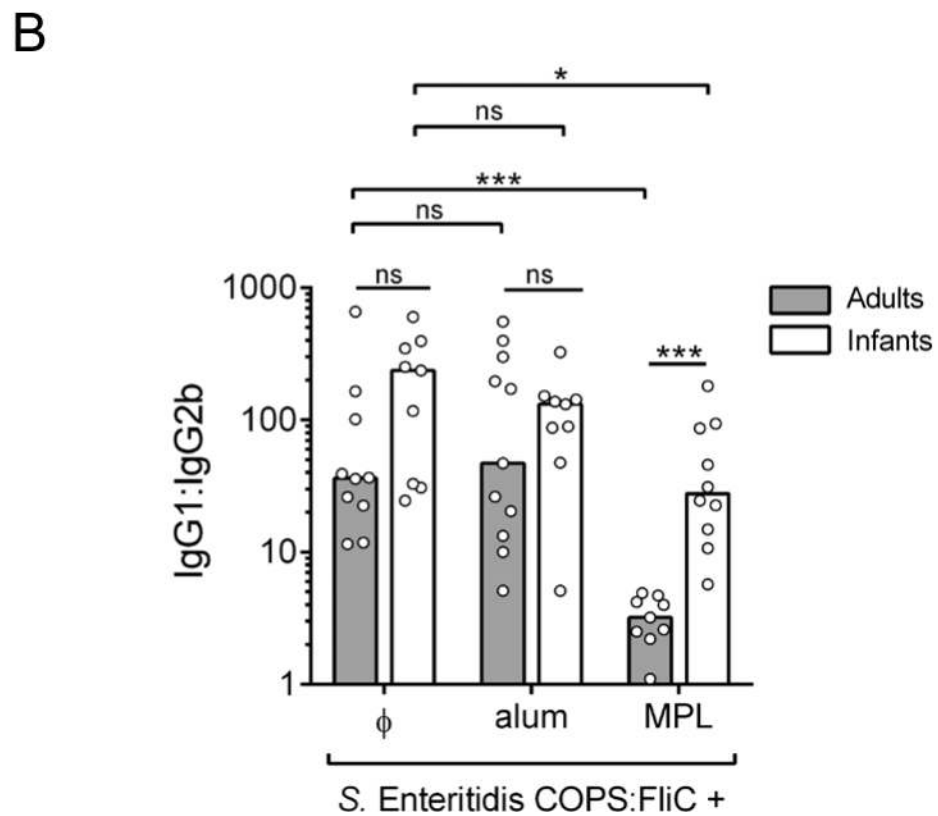 B
*
ns
***
ns
ns
ns
***
1000
100
10
1
IgG1:IgG2b
Adults
Infants
ϕ
alum
MPL
S. Enteritidis COPS:FliC +